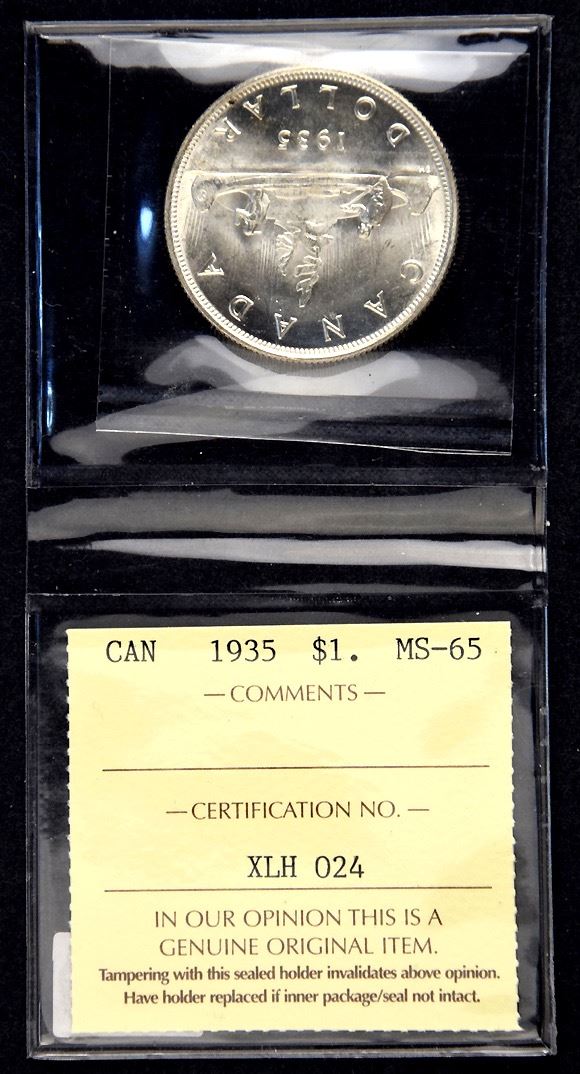 CANADA
1935
DOLLAR
CAN 1935 $1. MS-65
— COMMENTS —
— CERTIFICATION NO. —
XLH 024
IN OUR OPINION THIS IS A
GENUINE ORIGINAL ITEM.
Tampering with this sealed holder invalidates above opinion.
Have holder replaced if inner package/seal not intact.